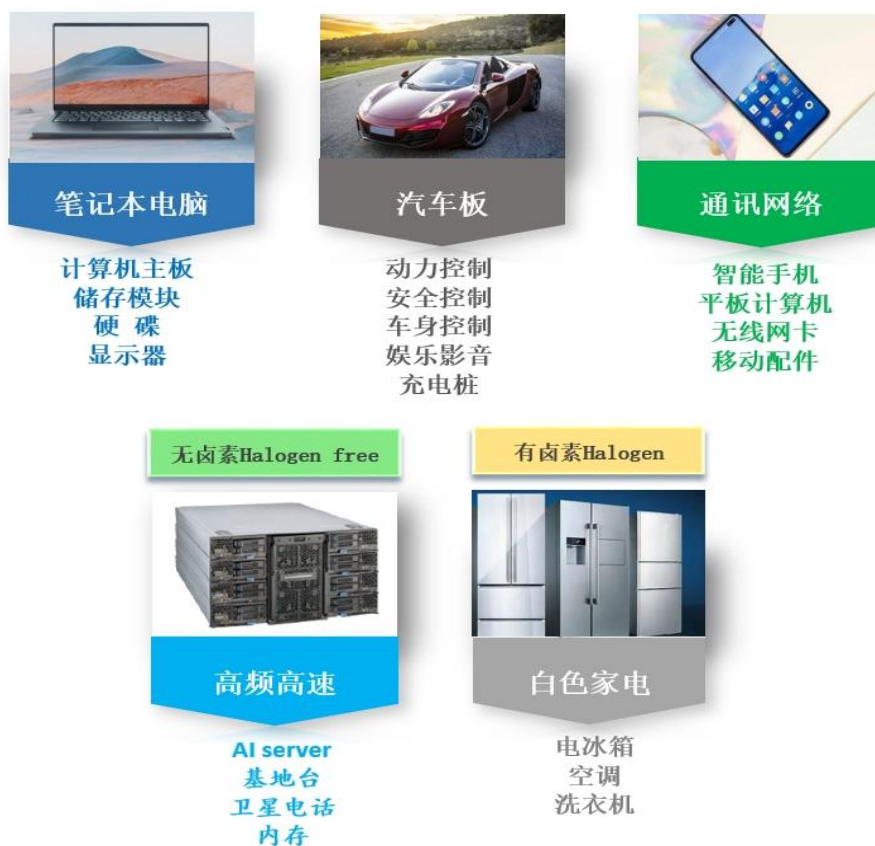 笔记本电脑
计算机主板
储存模块
硬 碟
显示器
汽车板
动力控制
安全控制
车身控制
娱乐影音
充电桩
通讯网络
智能手机
平板计算机
无线网卡
移动配件
无卤素Halogen free
高频高速
AI server
基地台
卫星电话
内存
有卤素Halogen
白色家电
电冰箱
空调
洗衣机